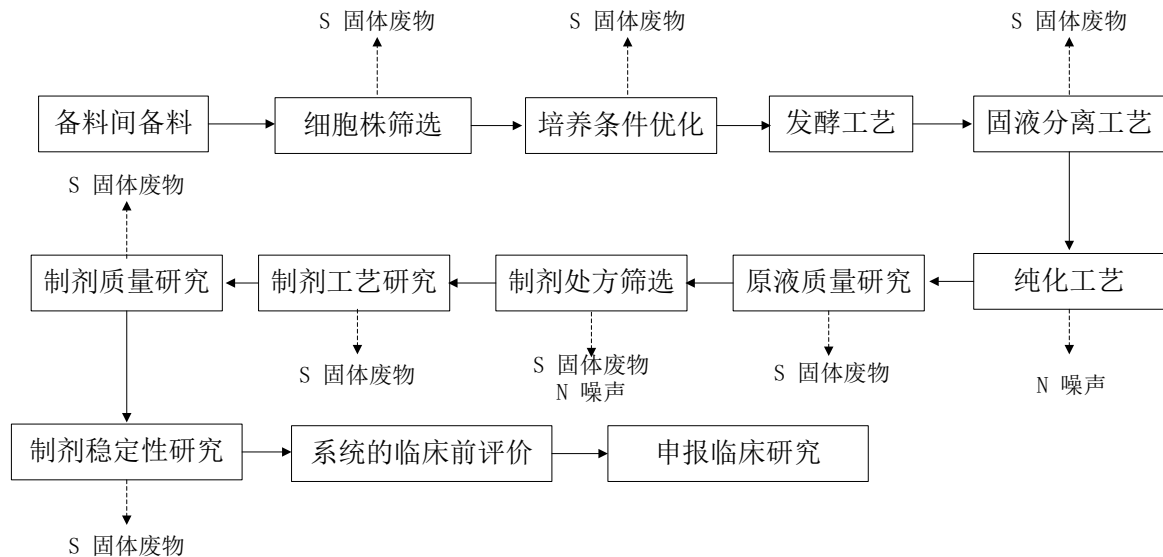 S 固体废物
S 固体废物
S 固体废物
备料间备料
细胞株筛选
培养条件优化
发酵工艺
固液分离工艺
S 固体废物
制剂质量研究
制剂工艺研究
制剂处方筛选
原液质量研究
纯化工艺
S 固体废物
S 固体废物
N 噪声
S 固体废物
N 噪声
制剂稳定性研究
系统的临床前评价
申报临床研究
S 固体废物